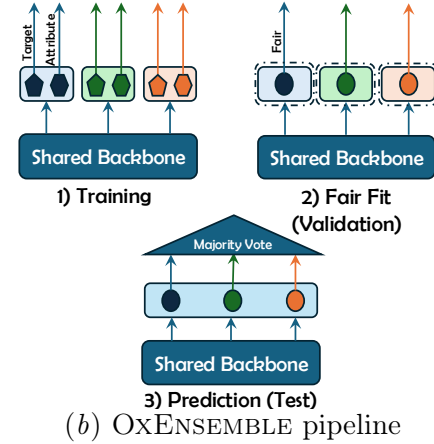 Target
Attribute
Fair
Shared Backbone
Shared Backbone
1) Training
2) Fair Fit
(Validation)
Majority Vote
Shared Backbone
3) Prediction (Test)
(b) OXENSEMBLE pipeline